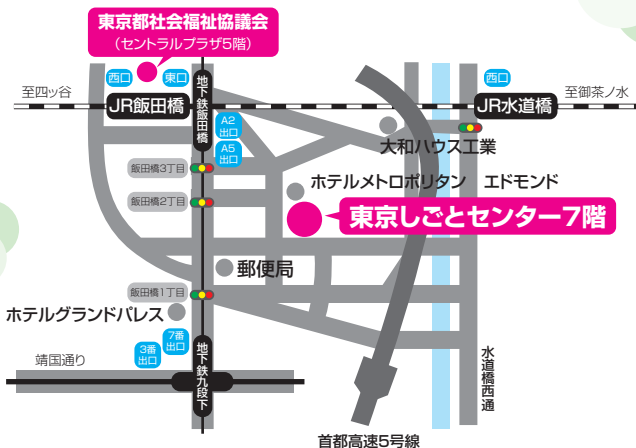 東京都社会福祉協議会
(セントラルプラザ5階)
西口
東口
西口
至四ッ谷
JR飯田橋
地下鉄飯田橋
JR水道橋
至御茶ノ水
A2
出口
A5
出口
大和ハウス工業
飯田橋3丁目
ホテルメトロポリタン エドモンド
飯田橋2丁目
東京しごとセンター7階
郵便局
飯田橋1丁目
ホテルグランドパレス
7番
出口
3番
出口
靖国通り
地下鉄九段下
水道橋西通
首都高速5号線